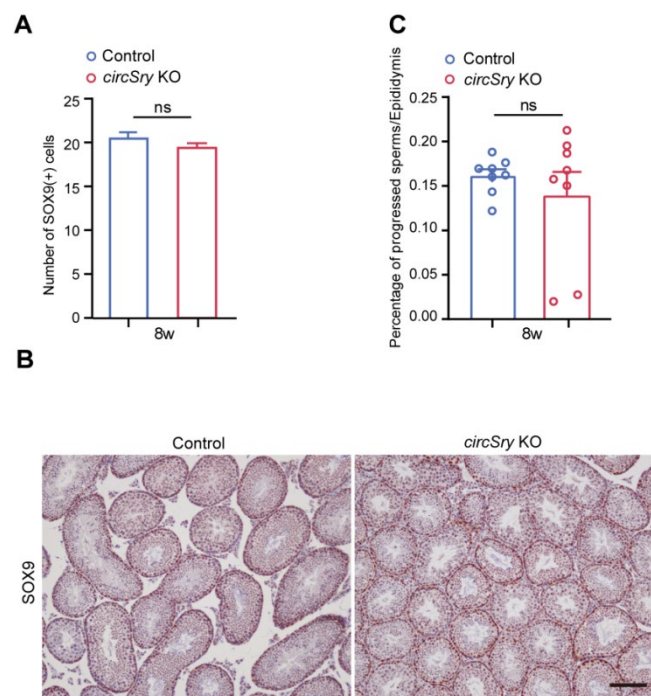 A
Control
circSry KO
ns
Number of SOX9(+) cells
25
20
15
10
5
0
8w
C
Control
circSry KO
ns
Percentage of progressed sperms/Epididymis
0.25
0.20
0.15
0.10
0.05
0.00
8w
B
Control
circSry KO
SOX9